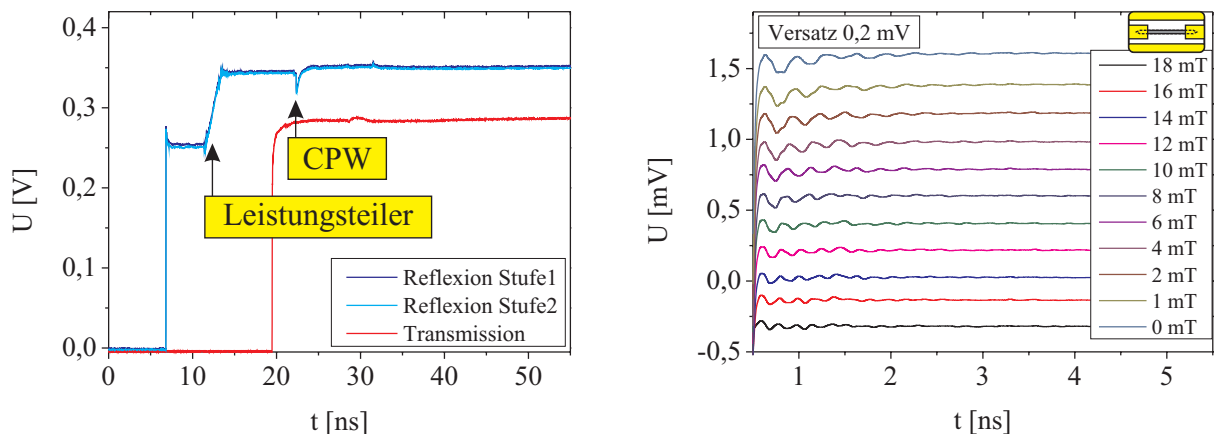 U [V]
0,4
0,3
0,2
0,1
0,0
CPW
Leistungsteiler
Reflexion Stufe1
Reflexion Stufe2
Transmission
0 10 20 30 40 50
t [ns]
U [mV]
1,5
1,0
0,5
0,0
-0,5
Versatz 0,2 mV
18 mT
16 mT
14 mT
12 mT
10 mT
8 mT
6 mT
4 mT
2 mT
1 mT
0 mT
1 2 3 4 5
t [ns]